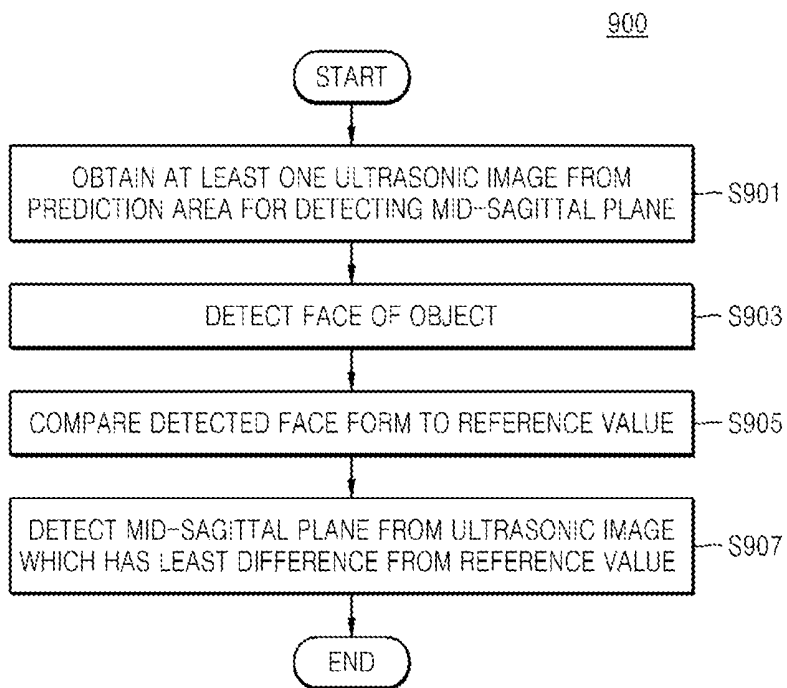 900
START
OBTAIN AT LEAST ONE ULTRASONIC IMAGE FROM
PREDICTION AREA FOR DETECTING MID-SAGITTAL PLANE
S901
DETECT FACE OF OBJECT
S903
COMPARE DETECTED FACE FORM TO REFERENCE VALUE
S905
DETECT MID-SAGITTAL PLANE FROM ULTRASONIC IMAGE
WHICH HAS LEAST DIFFERENCE FROM REFERENCE VALUE
S907
END